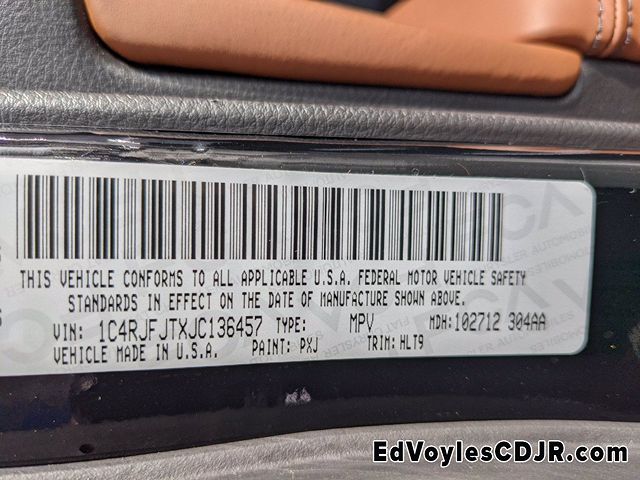 THIS VEHICLE CONFORMS TO ALL APPLICABLE U.S.A. FEDERAL MOTOR VEHICLE SAFETY
STANDARDS IN EFFECT ON THE DATE OF MANUFACTURE SHOWN ABOVE.
VIN: 1C4RJFJTXJC136457 TYPE: MPV MDH:102712 304AA
VEHICLE MADE IN U.S.A. PAINT: PXJ TRIM: HLT9
EdVoylesCDJR.com